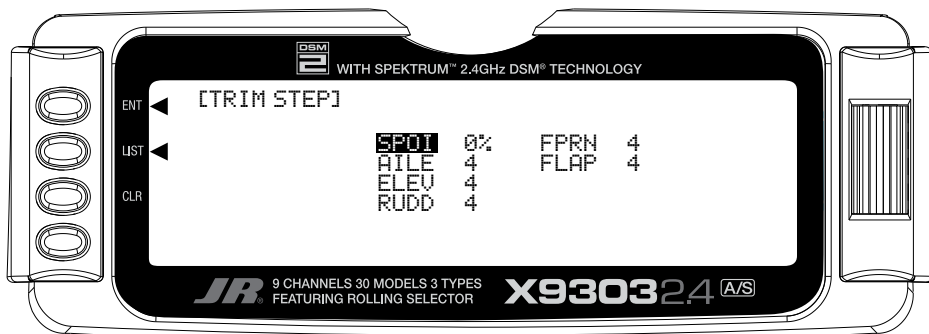 DSM
2
WITH SPEKTRUM™ 2.4GHz DSM® TECHNOLOGY
ENT
LIST
CLR
[TRIM STEP]
SPOI 0% FPRN 4
AILE 4 FLAP 4
ELEV 4
RUDD 4
JR®
9 CHANNELS 30 MODELS 3 TYPES
FEATURING ROLLING SELECTOR
X9303 2.4 A/S